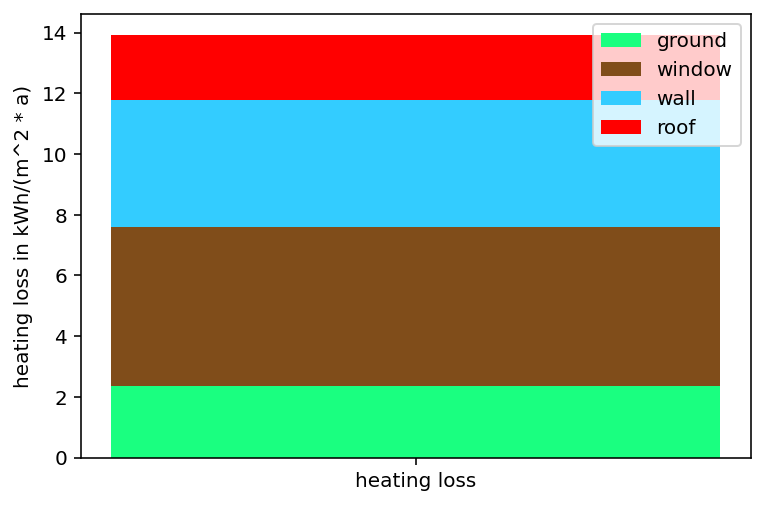 14
12
10
8
6
4
2
0
heating loss in kWh/(m^2 * a)
ground
window
wall
roof
heating loss